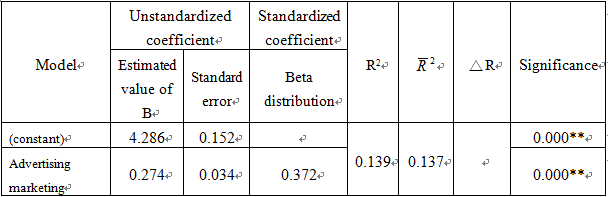 Model Unstandardized coefficient Standardized coefficient R² R̅² △R Significance
Estimated value of B Standard error Beta distribution
(constant) 4.286 0.152 0.000**
Advertising marketing 0.274 0.034 0.372 0.139 0.137 0.000**